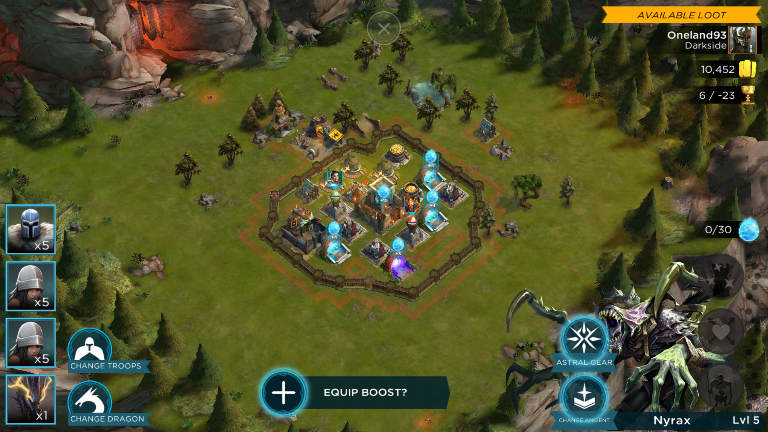 AVAILABLE LOOT
Oneland93
Darkside
10,452
6 / -23
0/30
x5
x5
x5
x1
CHANGE TROOPS
CHANGE DRAGON
EQUIP BOOST?
ASTRAL GEAR
CHANGE ANCIENT
Nyrax Lvl 5